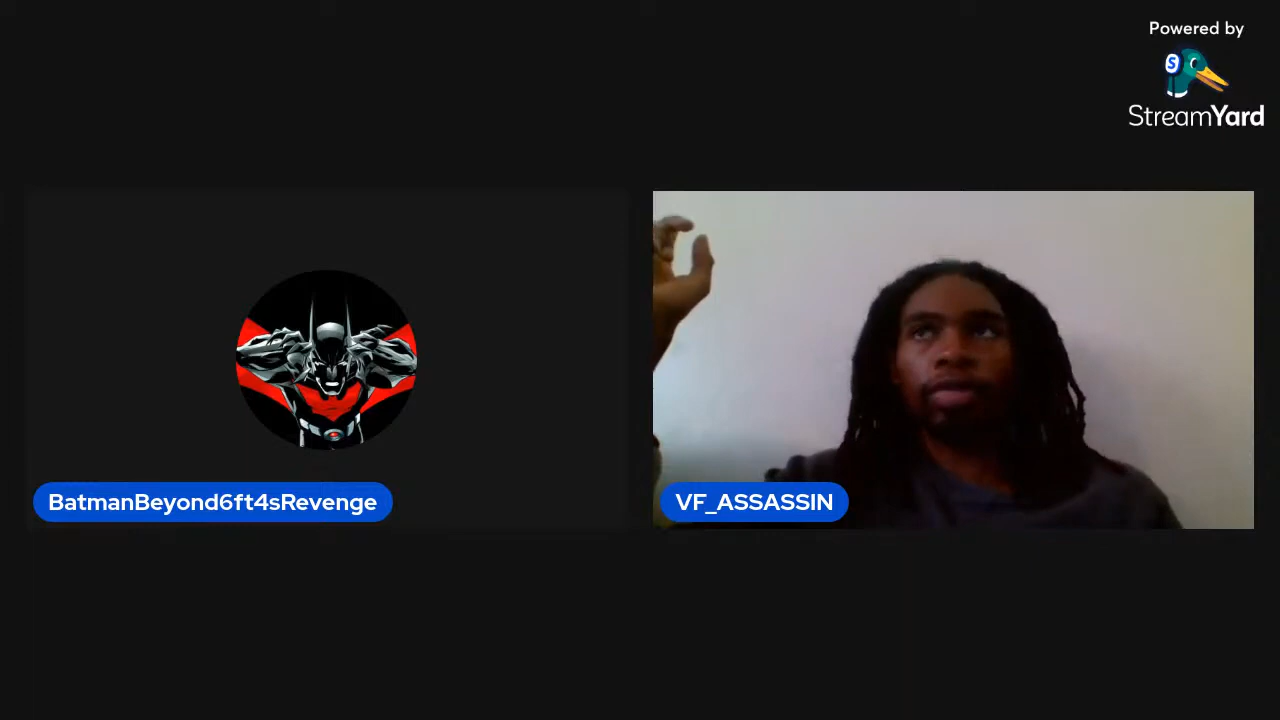 Powered by
S
StreamYard
BatmanBeyond6ft4sRevenge
VF_ASSASSIN